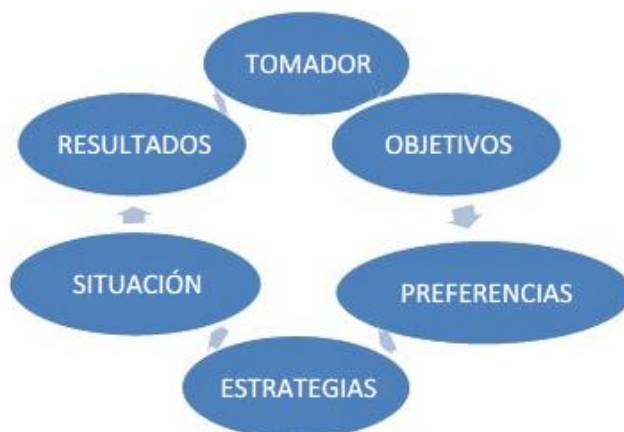 TOMADOR
OBJETIVOS
PREFERENCIAS
ESTRATEGIAS
SITUACIÓN
RESULTADOS